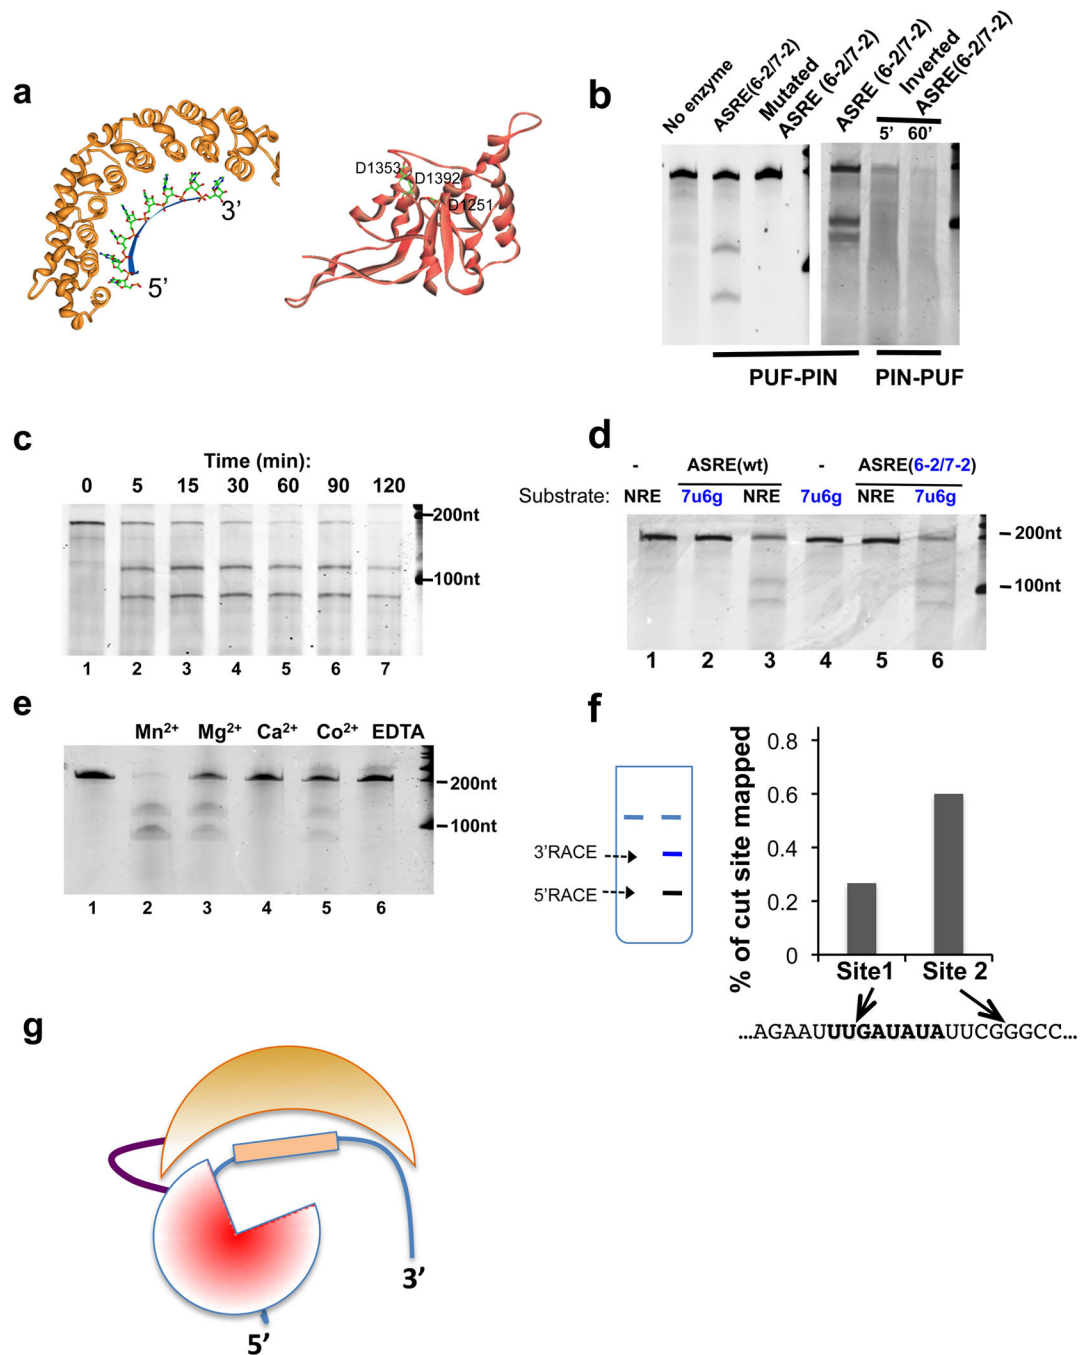 a
D1353
D1392
D1251
3’
5’
b
No enzyme
ASRE(6-2/7-2)
Mutated
ASRE (6-2/7-2)
ASRE (6-2/7-2)
Inverted
ASRE(6-2/7-2)
5’ 60’
PUF-PIN PIN-PUF
c
Time (min):
0 5 15 30 60 90 120
200nt
100nt
1 2 3 4 5 6 7
d
- ASRE(wt) - ASRE(6-2/7-2)
Substrate: NRE 7u6g NRE 7u6g NRE 7u6g
200nt
100nt
1 2 3 4 5 6
e
Mn2+ Mg2+ Ca2+ Co2+ EDTA
200nt
100nt
1 2 3 4 5 6
f
3’RACE
5’RACE
% of cut site mapped
0.8
0.6
0.4
0.2
0
Site1 Site 2
...AGAAUUUGAUAUAUUCGGGCC...
g
3’
5’